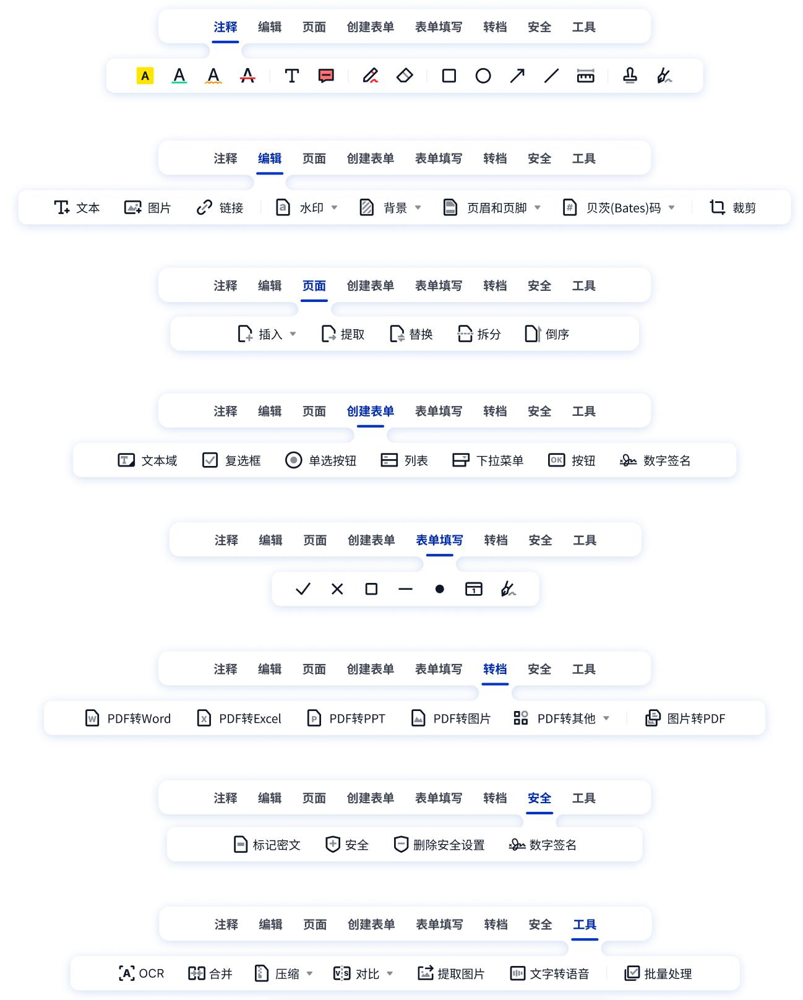 注释 编辑 页面 创建表单 表单填写 转档 安全 工具
A A A A T
注释 编辑 页面 创建表单 表单填写 转档 安全 工具
T 文本 图片 链接 a 水印 背景 页眉和页脚 # 贝茨(Bates)码 裁剪
注释 编辑 页面 创建表单 表单填写 转档 安全 工具
插入 提取 替换 拆分 倒序
注释 编辑 页面 创建表单 表单填写 转档 安全 工具
T 文本域 复选框 单选按钮 列表 下拉菜单 OK 按钮 数字签名
注释 编辑 页面 创建表单 表单填写 转档 安全 工具
1
注释 编辑 页面 创建表单 表单填写 转档 安全 工具
W PDF转Word X PDF转Excel P PDF转PPT PDF转图片 PDF转其他 图片转PDF
注释 编辑 页面 创建表单 表单填写 转档 安全 工具
标记密文 安全 删除安全设置 数字签名
注释 编辑 页面 创建表单 表单填写 转档 安全 工具
A OCR 合并 压缩 VS 对比 提取图片 文字转语音 批量处理